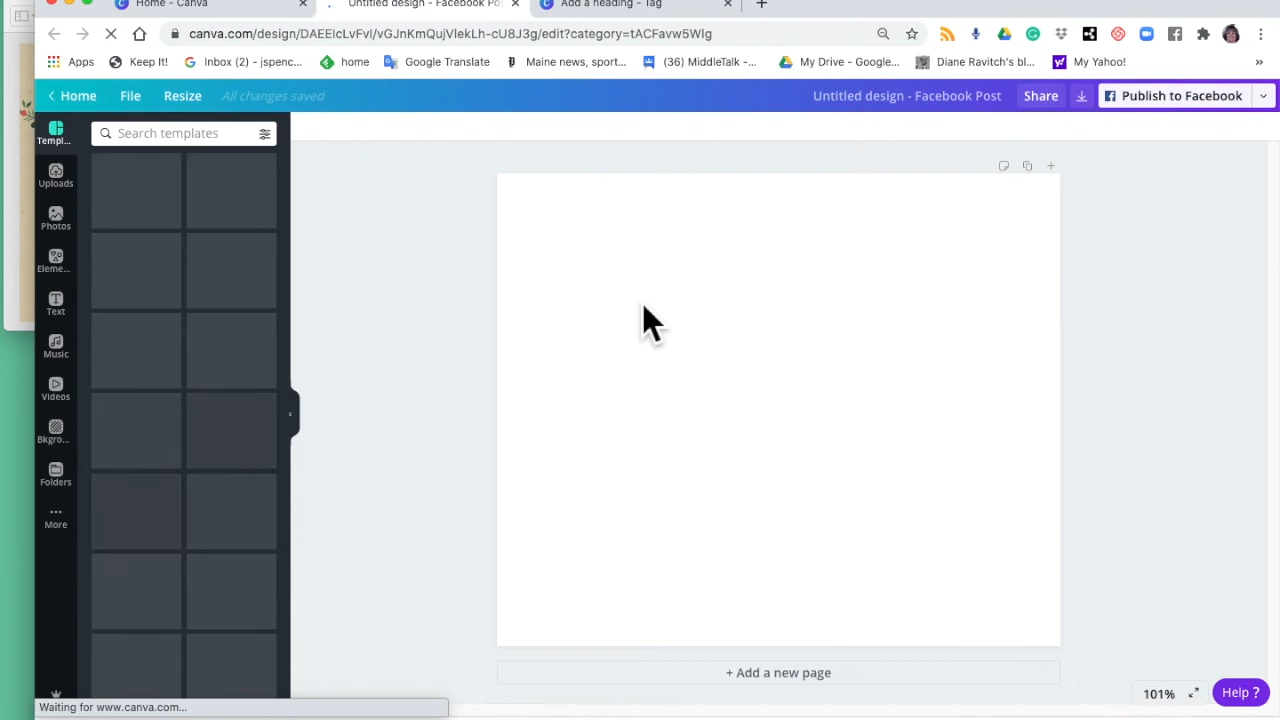 Home - Canva
Untitled design - Facebook Pos
Add a heading - Tag
canva.com/design/DAEElcLvFvI/vGJnKmQujVlekLh-cU8J3g/edit?category=tACFavw5WIg
Apps
Keep It!
Inbox (2) - jspenc...
home
Google Translate
Maine news, sport...
(36) MiddleTalk -...
My Drive - Google...
Diane Ravitch's bl...
My Yahoo!
Home
File
Resize
All changes saved
Untitled design - Facebook Post
Share
Publish to Facebook
Templ...
Search templates
Uploads
Photos
Eleme...
Text
Music
Videos
Bkgro...
Folders
More
+ Add a new page
101%
Help ?
Waiting for www.canva.com...